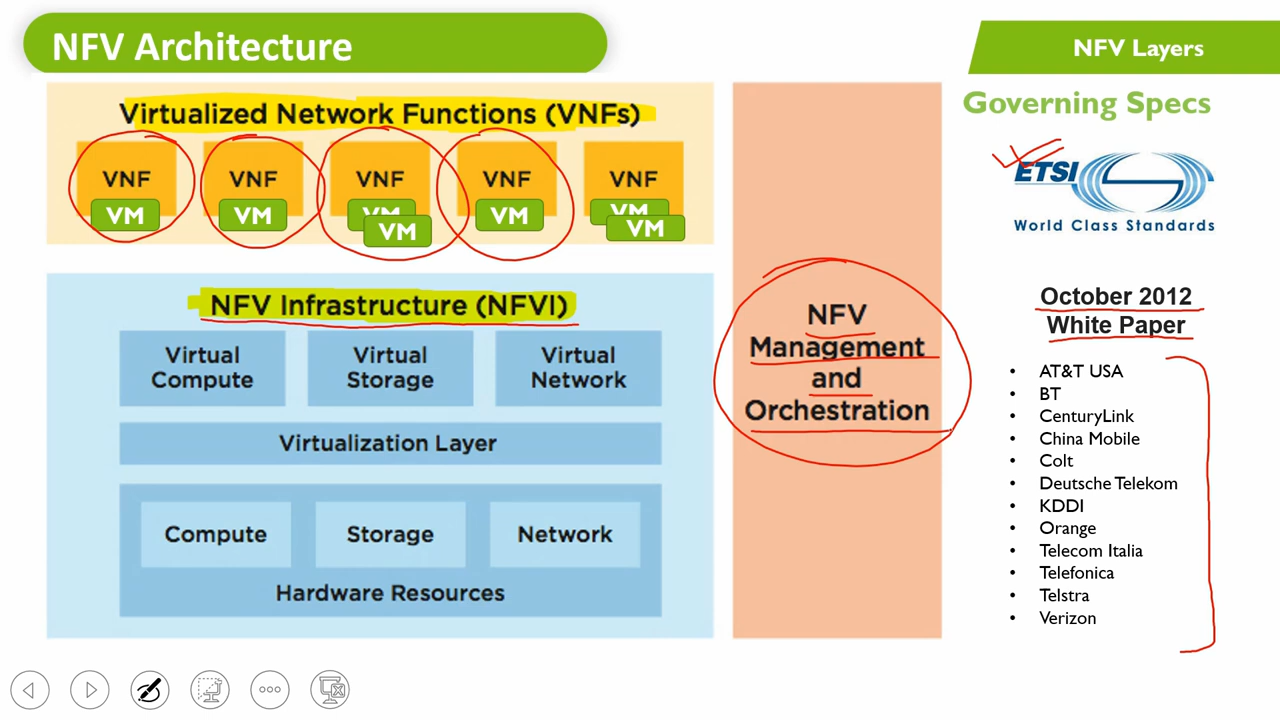 NFV Architecture
NFV Layers
Governing Specs
Virtualized Network Functions (VNFs)
VNF
VM
VNF
VM
VNF
VM
VM
VNF
VM
VNF
VM
VM
NFV Infrastructure (NFVI)
Virtual
Compute
Virtual
Storage
Virtual
Network
Virtualization Layer
Compute
Storage
Network
Hardware Resources
NFV
Management
and
Orchestration
ETSI
World Class Standards
October 2012
White Paper
• AT&T USA
• BT
• CenturyLink
• China Mobile
• Colt
• Deutsche Telekom
• KDDI
• Orange
• Telecom Italia
• Telefonica
• Telstra
• Verizon